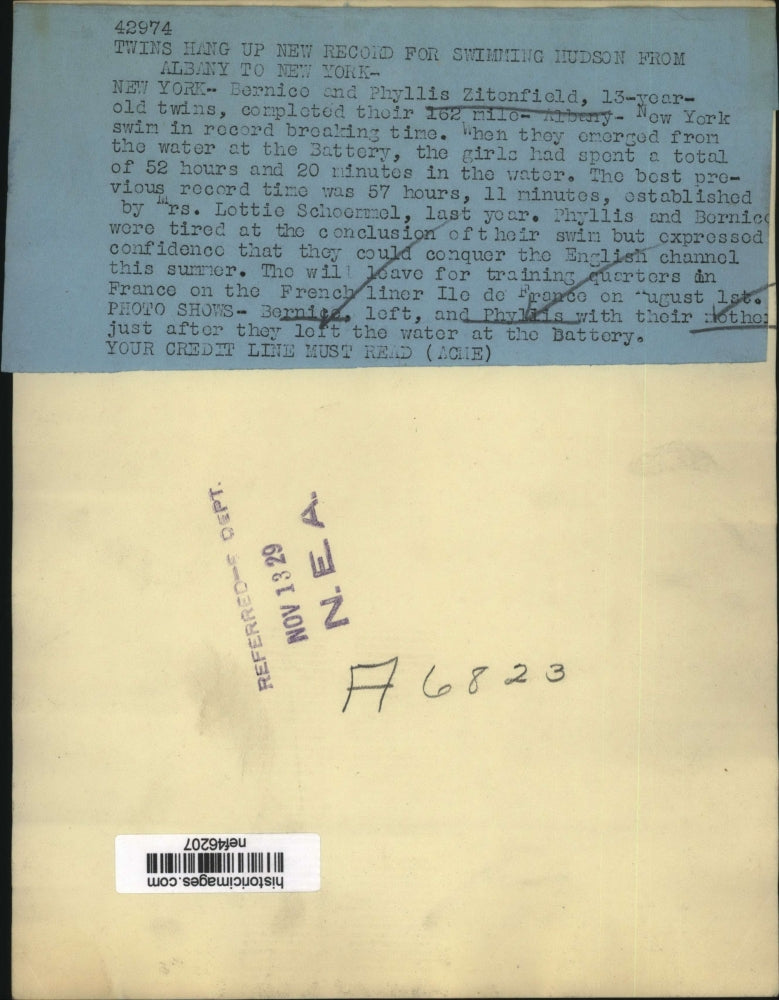 42974
TWINS HANG UP NEW RECORD FOR SWIMMING HUDSON FROM
ALBANY TO NEW YORK-
NEW YORK-- Bernice and Phyllis Zitenfield, 13-year-
old twins, completed their 162 mile- Albany- New York
swim in record breaking time. When they emerged from
the water at the Battery, the girls had spent a total
of 52 hours and 20 minutes in the water. The best pre-
vious record time was 57 hours, 11 minutes, established
by Mrs. Lottie Schoemmel, last year. Phyllis and Bernice
were tired at the conclusion of their swim but expressed
confidence that they could conquer the English channel
this summer. The will leave for training quarters in
France on the French liner Ile de France on August 1st.
PHOTO SHOWS- Bernice, left, and Phyllis with their mother
just after they left the water at the Battery.
YOUR CREDIT LINE MUST READ (ACME)
REFERRED-- DEPT.
NOV 13 29
N.E.A.
A 6823
historicimages.com
nef46207